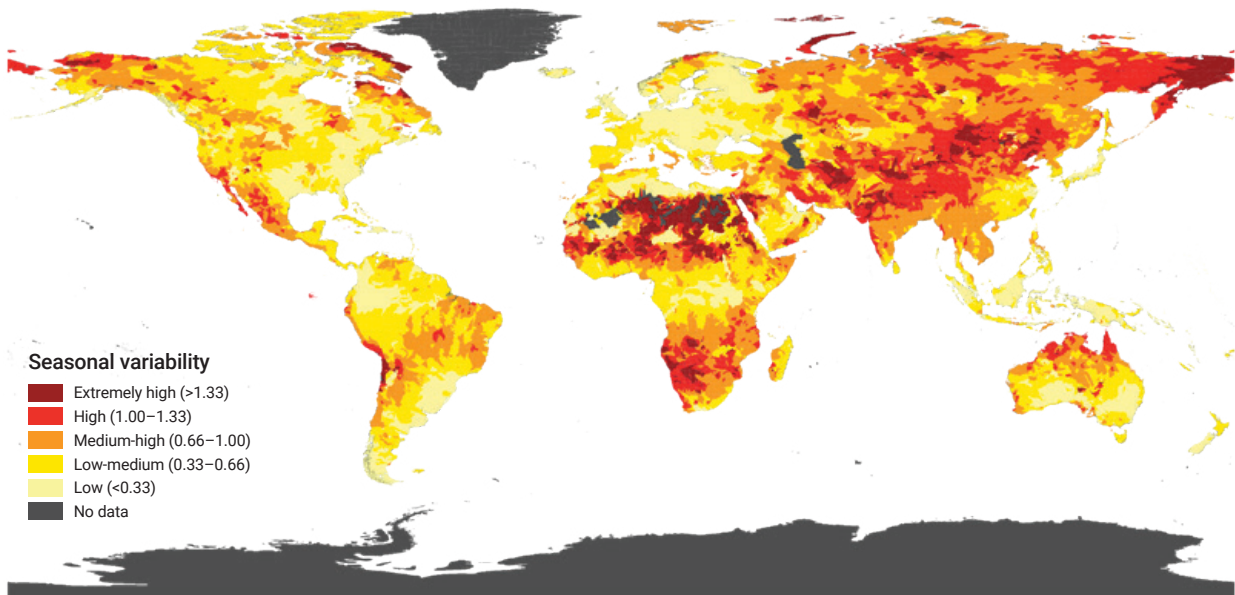 Seasonal variability
Extremely high (>1.33)
High (1.00–1.33)
Medium-high (0.66–1.00)
Low-medium (0.33–0.66)
Low (<0.33)
No data